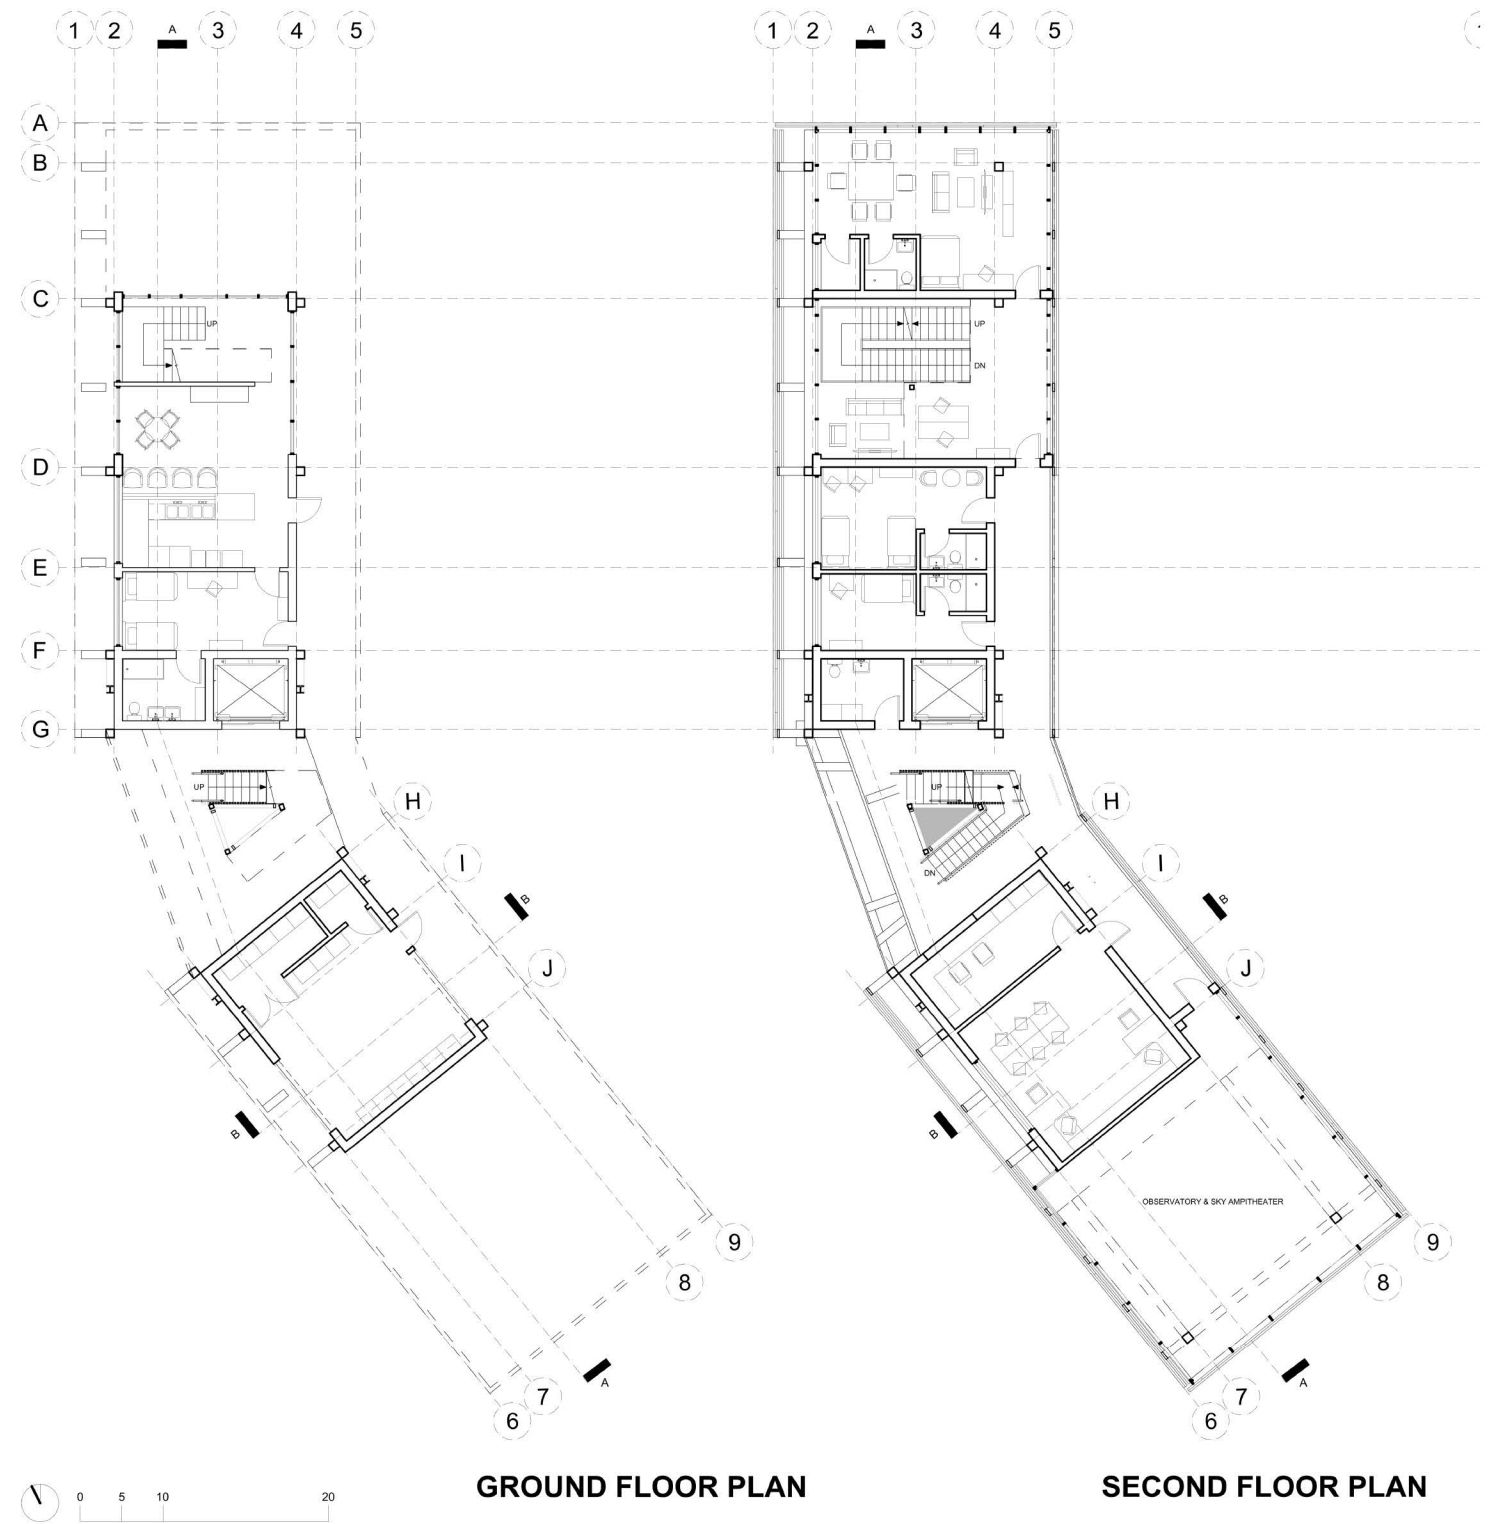 1 2 A 3 4 5 1 2 A 3 4 5
A
B
C
UP UP
DN
D
E
F
G
UP UP
H H
I I
DN
B B
J J
B B
OBSERVATORY & SKY AMPITHEATER
9 9
8 8
A A
7 7
6 6
GROUND FLOOR PLAN SECOND FLOOR PLAN
0 5 10 20